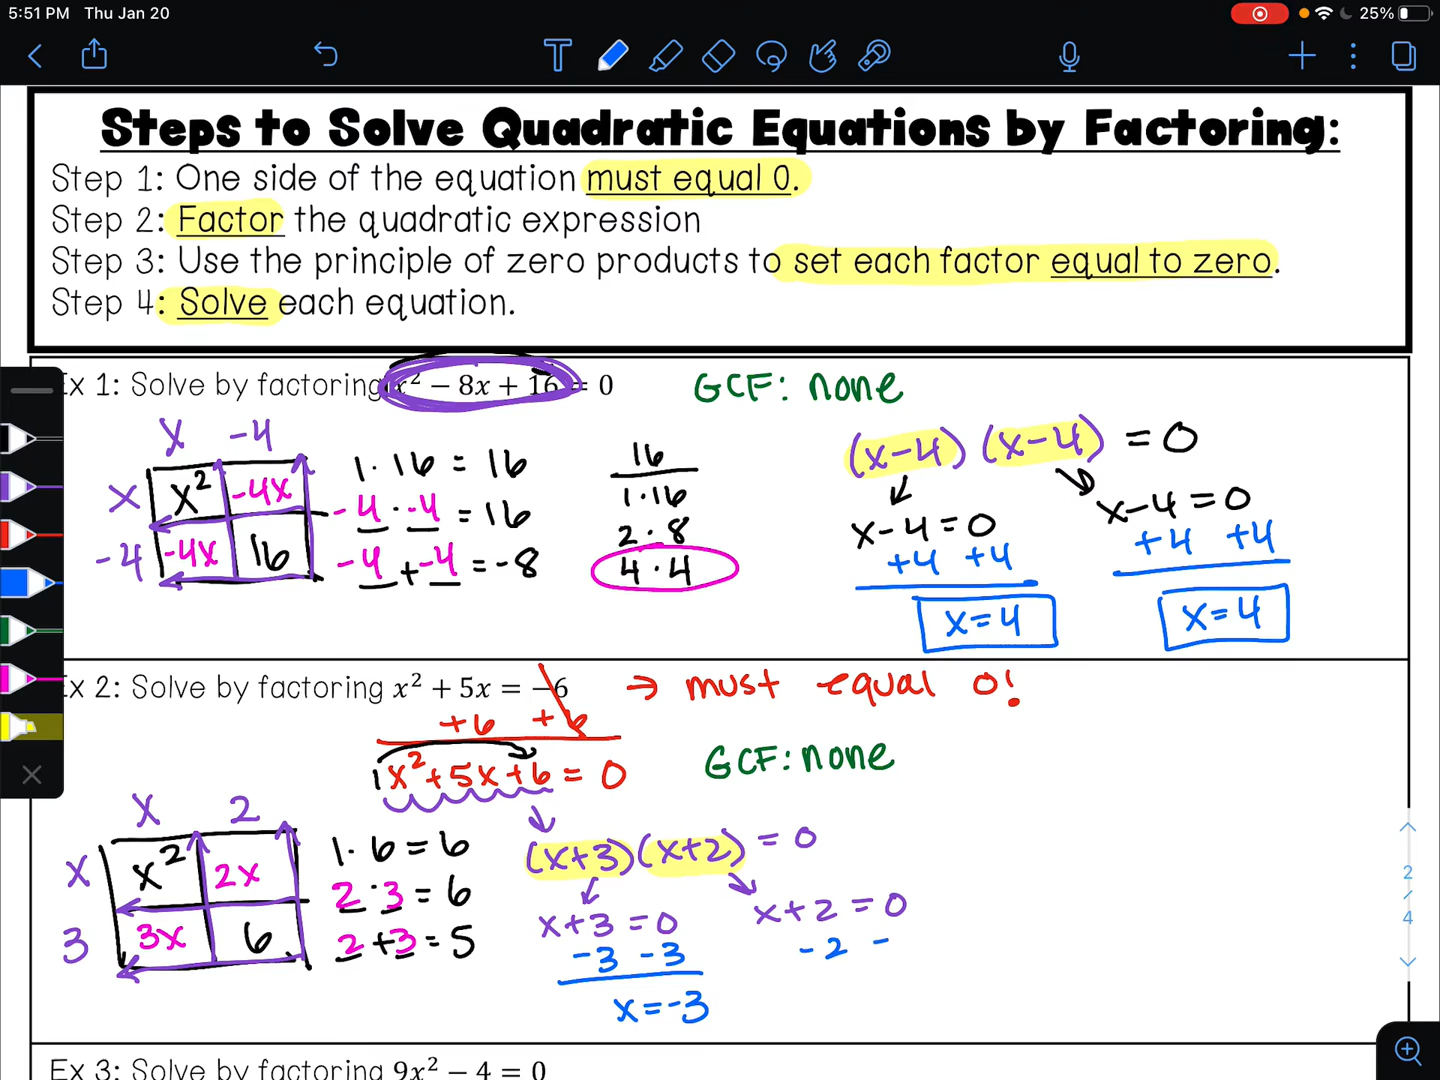 5:51 PM Thu Jan 20
25%
Steps to Solve Quadratic Equations by Factoring:
Step 1: One side of the equation must equal 0.
Step 2: Factor the quadratic expression
Step 3: Use the principle of zero products to set each factor equal to zero.
Step 4: Solve each equation.
Ex 1: Solve by factoring x² − 8x + 16 = 0
GCF: none
x -4
x x² -4x
-4 -4x 16
1 · 16 = 16
-4 · -4 = 16
-4 + -4 = -8
16
1 · 16
2 · 8
4 · 4
(x-4) (x-4) = 0
x-4 = 0
+4 +4
x=4
x-4 = 0
+4 +4
x=4
Ex 2: Solve by factoring x² + 5x = −6
→ must equal 0!
+6 +6
1x²+5x+6 = 0
GCF: none
x 2
x x² 2x
3 3x 6
1 · 6 = 6
2 · 3 = 6
2 + 3 = 5
(x+3)(x+2) = 0
x+3 = 0
-3 -3
x=-3
x+2 = 0
-2 -
2
/
4
Ex 3: Solve by factoring 9x² − 4 = 0